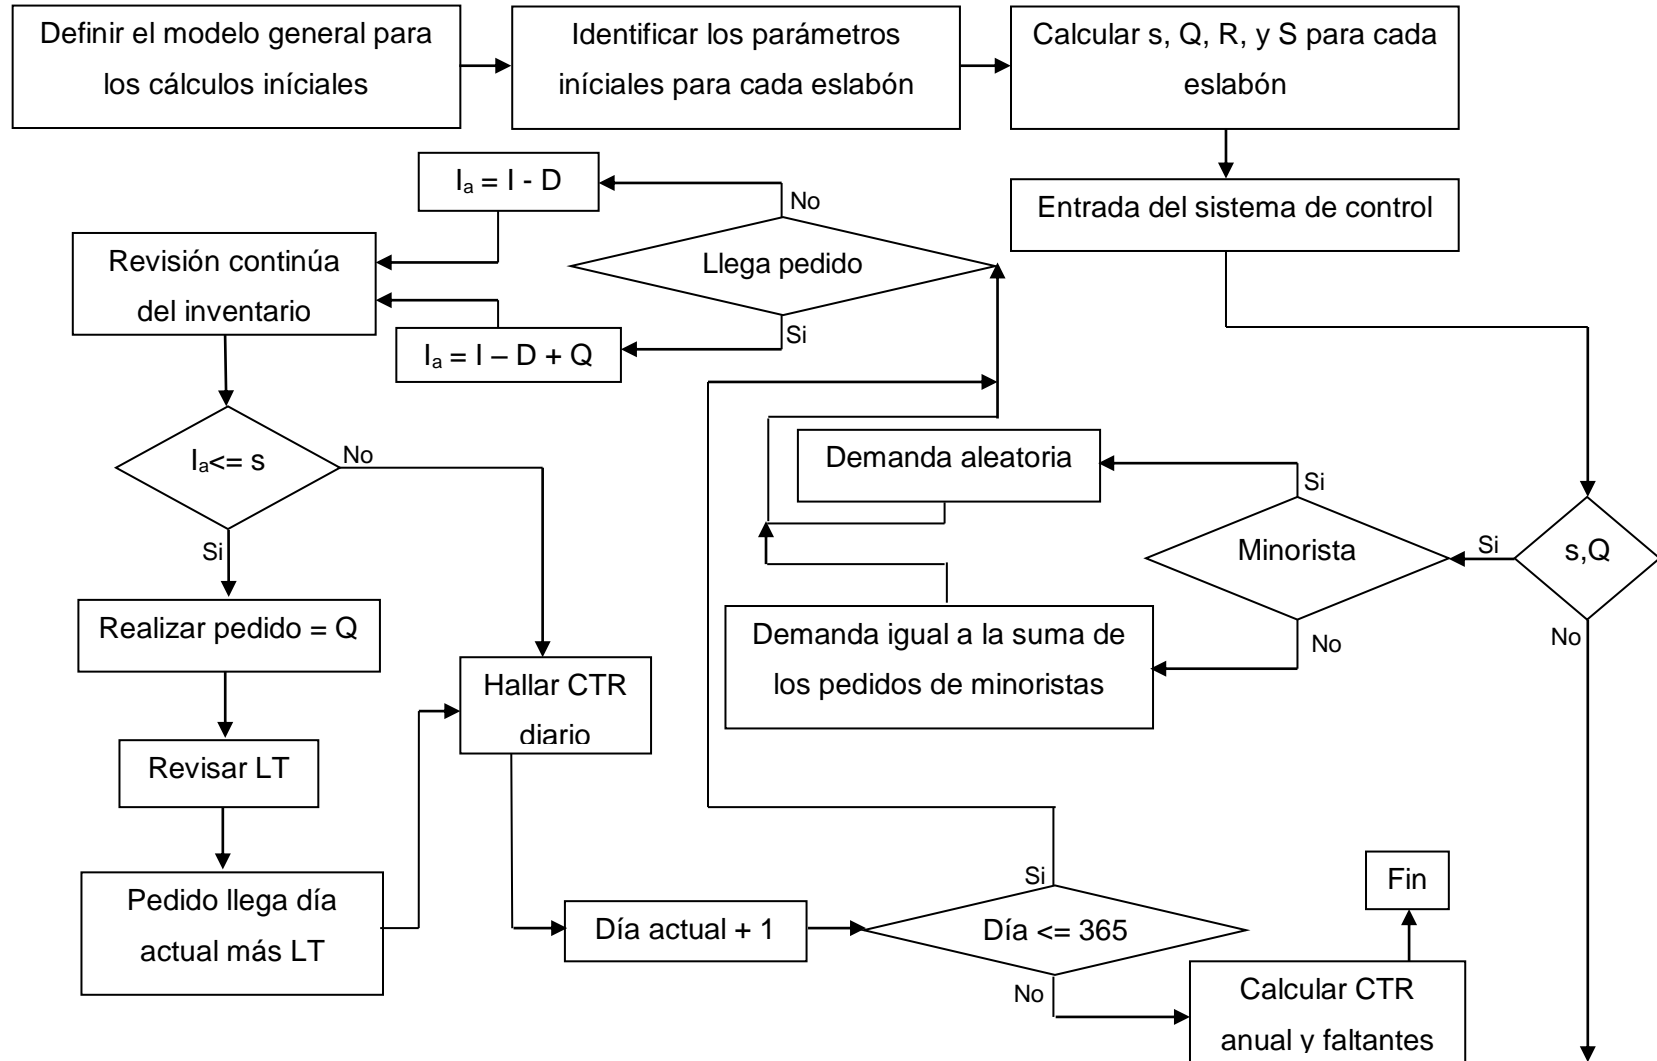 Definir el modelo general para
los cálculos iníciales
Identificar los parámetros
iníciales para cada eslabón
Calcular s, Q, R, y S para cada
eslabón
Entrada del sistema de control
Iₐ = I - D
No
Llega pedido
Si
Iₐ = I – D + Q
Revisión continúa
del inventario
Iₐ<= s
No
Si
Demanda aleatoria
Si
Minorista
Si
s,Q
No
No
Demanda igual a la suma de
los pedidos de minoristas
Realizar pedido = Q
Hallar CTR
diario
Revisar LT
Pedido llega día
actual más LT
Día actual + 1
Si
Día <= 365
No
Fin
Calcular CTR
anual y faltantes